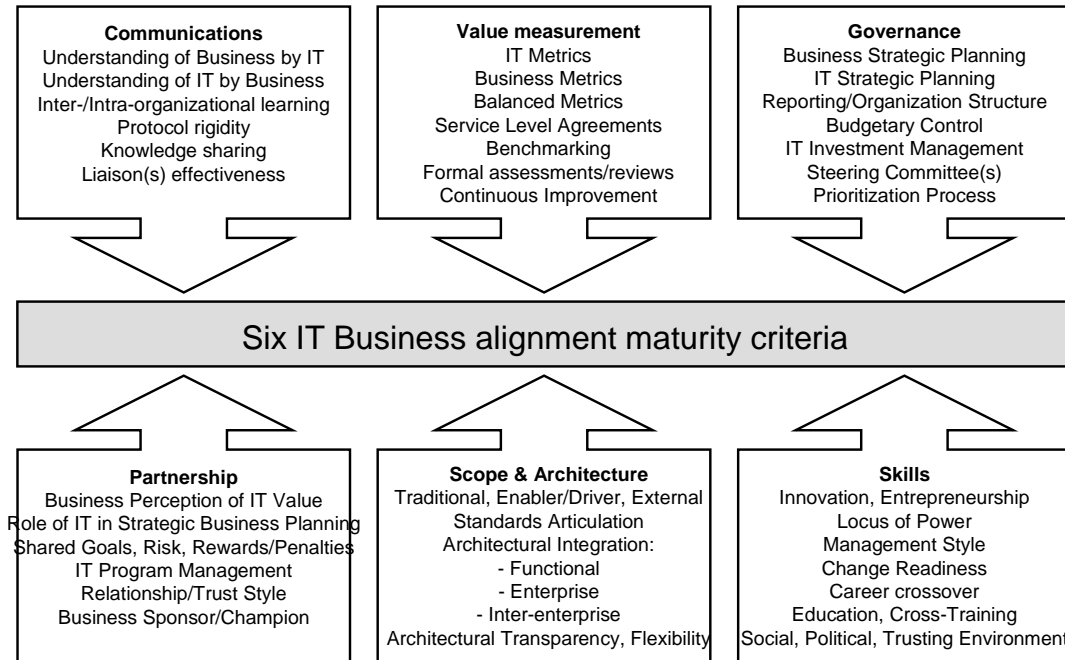 Communications
Understanding of Business by IT
Understanding of IT by Business
Inter-/Intra-organizational learning
Protocol rigidity
Knowledge sharing
Liaison(s) effectiveness
Value measurement
IT Metrics
Business Metrics
Balanced Metrics
Service Level Agreements
Benchmarking
Formal assessments/reviews
Continuous Improvement
Governance
Business Strategic Planning
IT Strategic Planning
Reporting/Organization Structure
Budgetary Control
IT Investment Management
Steering Committee(s)
Prioritization Process
Six IT Business alignment maturity criteria
Partnership
Business Perception of IT Value
Role of IT in Strategic Business Planning
Shared Goals, Risk, Rewards/Penalties
IT Program Management
Relationship/Trust Style
Business Sponsor/Champion
Scope & Architecture
Traditional, Enabler/Driver, External
Standards Articulation
Architectural Integration:
- Functional
- Enterprise
- Inter-enterprise
Architectural Transparency, Flexibility
Skills
Innovation, Entrepreneurship
Locus of Power
Management Style
Change Readiness
Career crossover
Education, Cross-Training
Social, Political, Trusting Environment